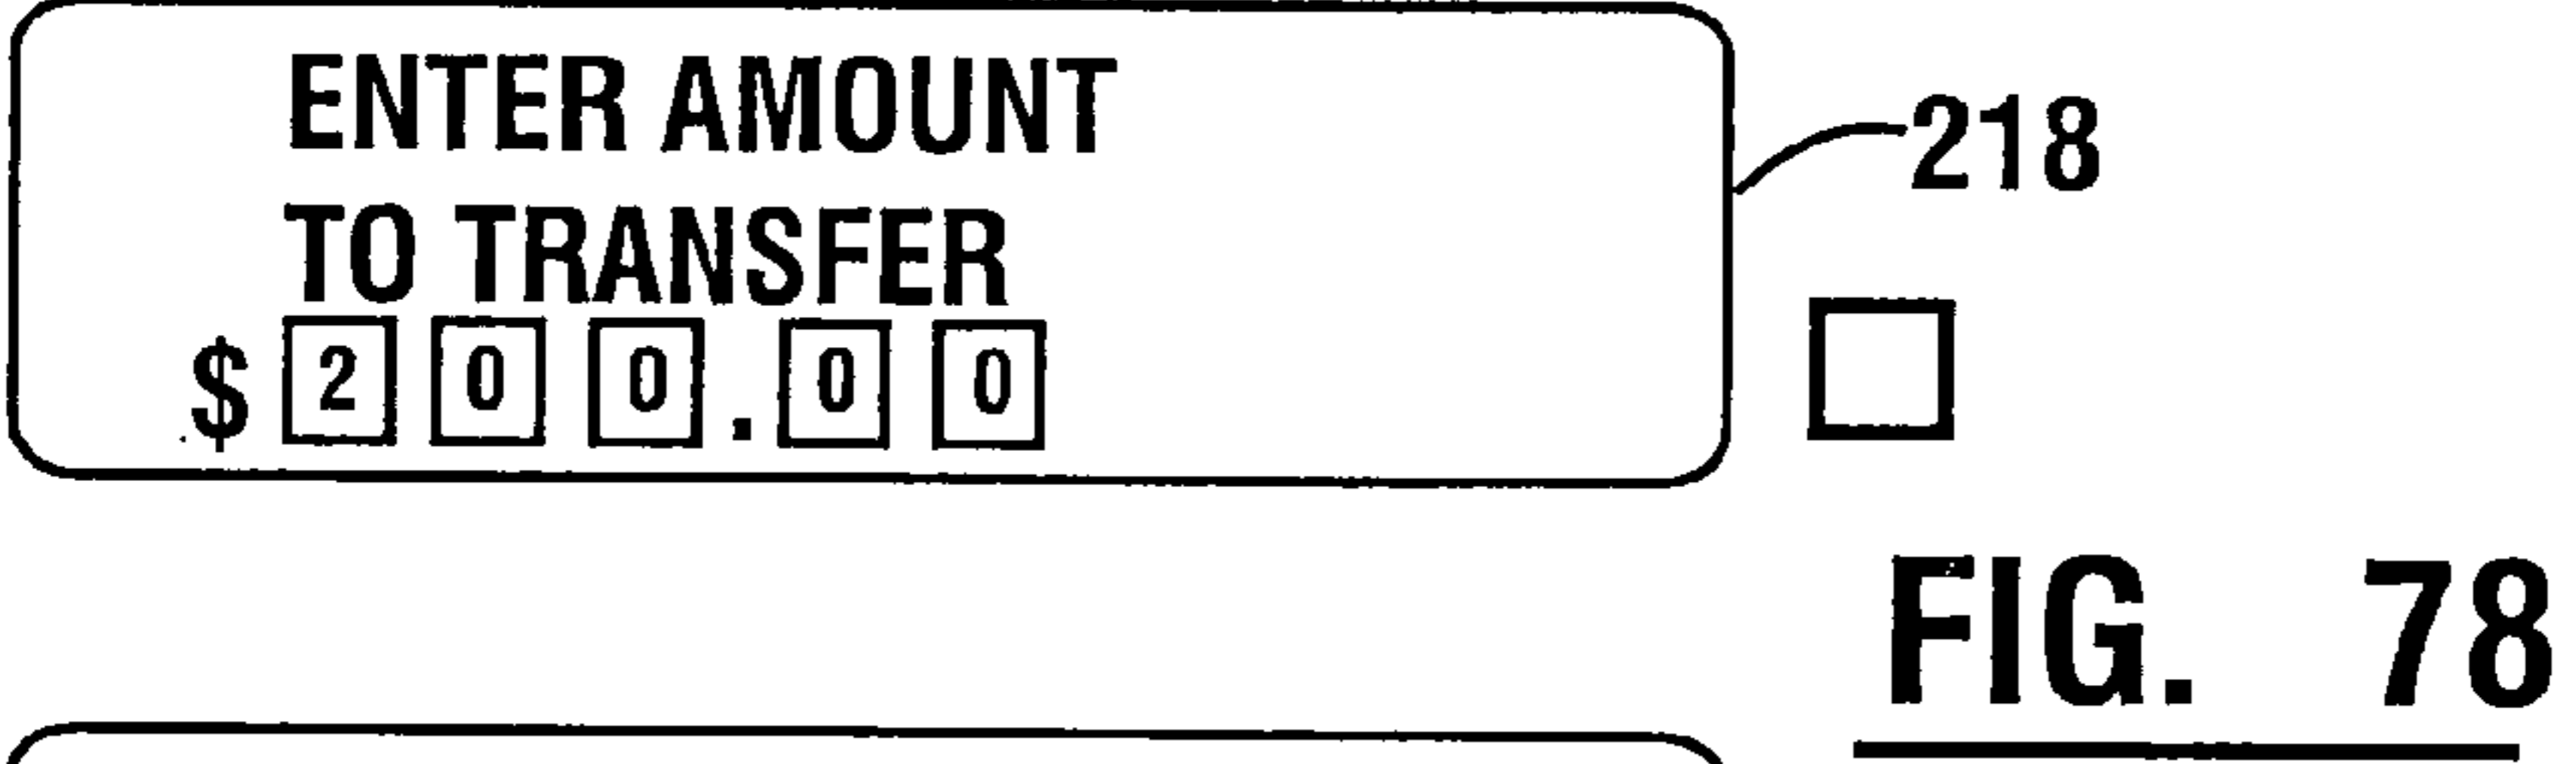 ENTER AMOUNT
TO TRANSFER
$ 2 0 0 . 0 0
218
FIG. 78